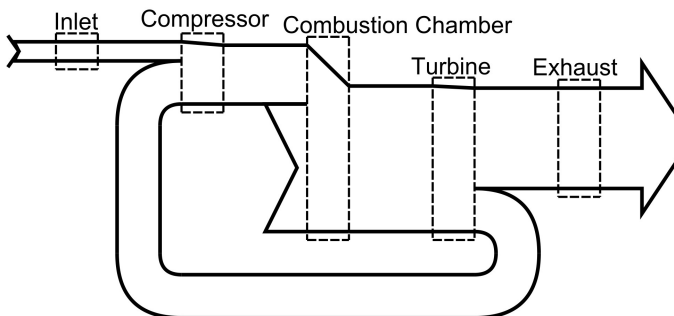 Inlet
Compressor
Combustion Chamber
Turbine
Exhaust